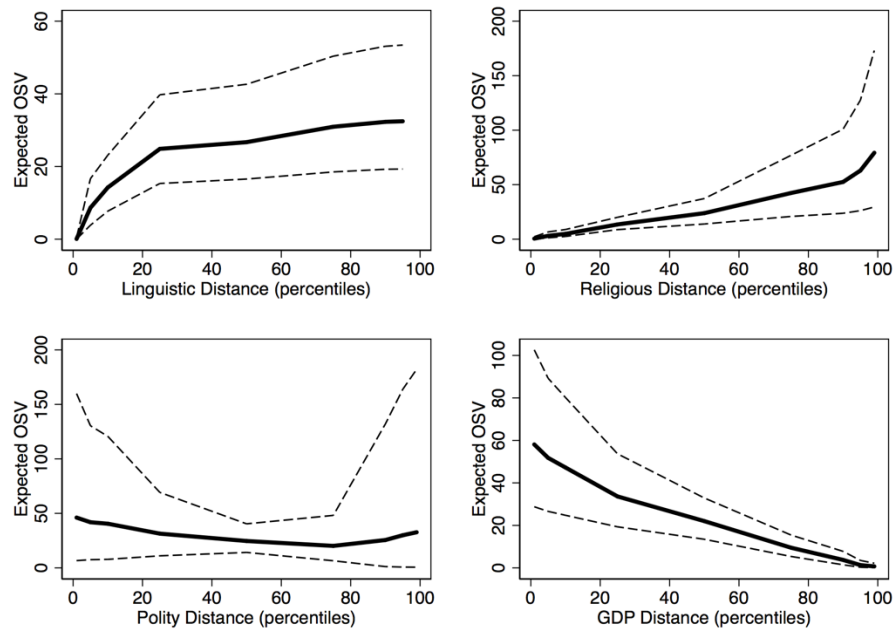 Expected OSV
0 20 40 60
0 20 40 60 80 100
Linguistic Distance (percentiles)
Expected OSV
0 50 100 150 200
0 20 40 60 80 100
Religious Distance (percentiles)
Expected OSV
0 50 100 150 200
0 20 40 60 80 100
Polity Distance (percentiles)
Expected OSV
0 20 40 60 80 100
0 20 40 60 80 100
GDP Distance (percentiles)